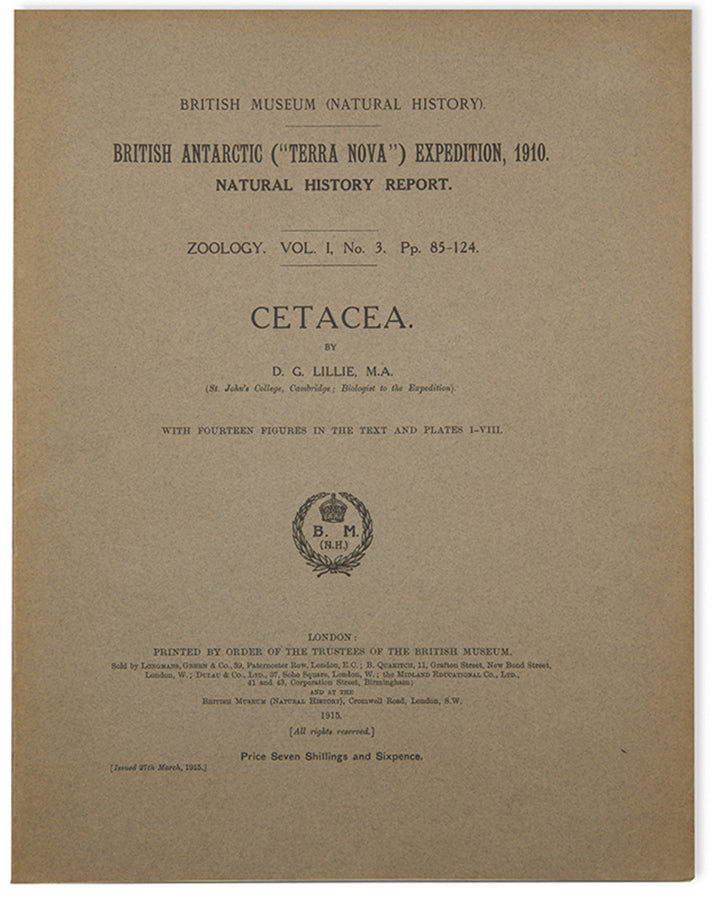 BRITISH MUSEUM (NATURAL HISTORY).
BRITISH ANTARCTIC ("TERRA NOVA") EXPEDITION, 1910.
NATURAL HISTORY REPORT.
ZOOLOGY. VOL. I, No. 3. Pp. 85-124.
CETACEA.
BY
D. G. LILLIE, M.A.
(St. John's College, Cambridge; Biologist to the Expedition).
WITH FOURTEEN FIGURES IN THE TEXT AND PLATES I-VIII.
B. M.
(N.H.)
LONDON:
PRINTED BY ORDER OF THE TRUSTEES OF THE BRITISH MUSEUM.
Sold by LONGMANS, GREEN & Co., 39, Paternoster Row, London, E.C.; B. QUARITCH, 11, Grafton Street, New Bond Street,
London, W.; DULAU & Co., LTD., 37, Soho Square, London, W.; the MIDLAND EDUCATIONAL Co., LTD.,
41 and 43, Corporation Street, Birmingham;
AND AT THE
BRITISH MUSEUM (NATURAL HISTORY), Cromwell Road, London, S.W.
1915.
[All rights reserved.]
Price Seven Shillings and Sixpence.
[Issued 27th March, 1915.]